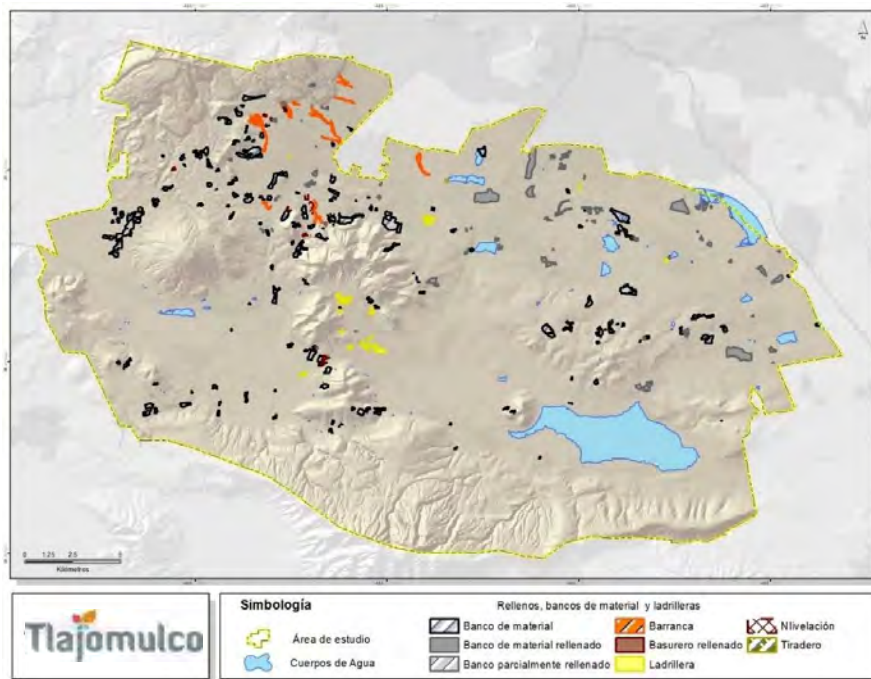 0 1.25 2.5 5
Kilómetros
Tlajomulco
Simbología
Área de estudio
Cuerpos de Agua
Rellenos, bancos de material y ladrilleras
Banco de material
Barranca
NIivelación
Banco de material rellenado
Basurero rellenado
Tiradero
Banco parcialmente rellenado
Ladrillera